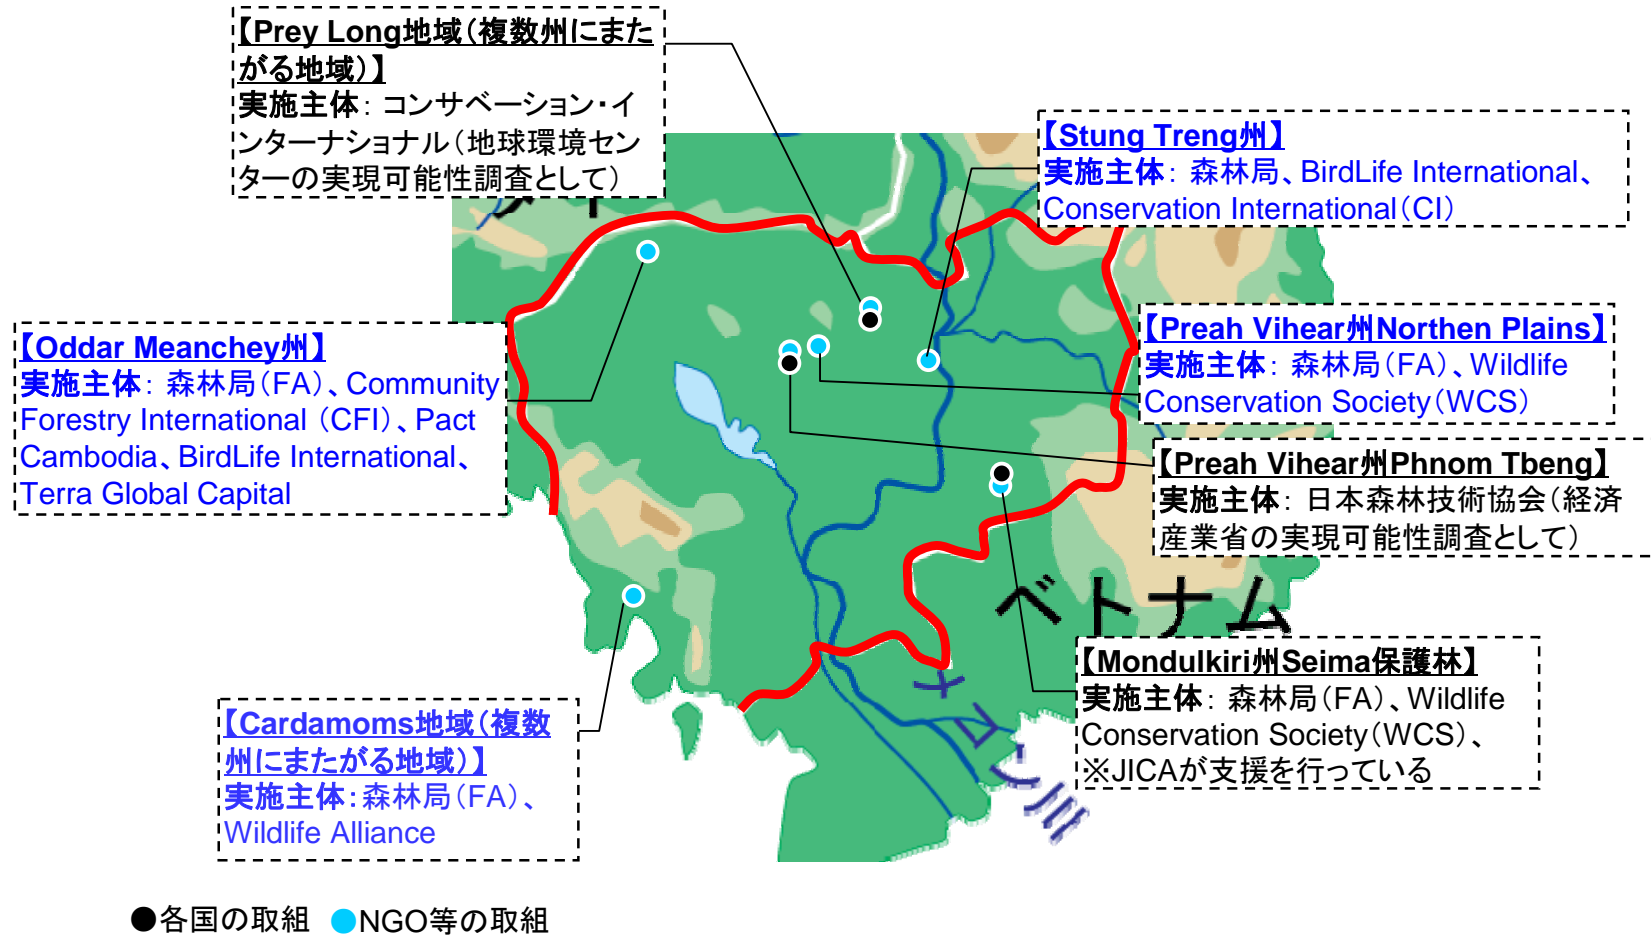 【Prey Long地域（複数州にまた
がる地域）】
実施主体： コンサベーション・イ
ンターナショナル（地球環境セン
ターの実現可能性調査として）
【Stung Treng州】
実施主体： 森林局、BirdLife International、
Conservation International（CI）
【Oddar Meanchey州】
実施主体： 森林局（FA）、Community
Forestry International （CFI）、Pact
Cambodia、BirdLife International、
Terra Global Capital
【Preah Vihear州Northen Plains】
実施主体： 森林局（FA）、Wildlife
Conservation Society（WCS）
【Preah Vihear州Phnom Tbeng】
実施主体： 日本森林技術協会（経済
産業省の実現可能性調査として）
ベトナム
メコン川
【Mondulkiri州Seima保護林】
実施主体： 森林局（FA）、Wildlife
Conservation Society（WCS）、
※JICAが支援を行っている
【Cardamoms地域（複数
州にまたがる地域）】
実施主体：森林局（FA）、
Wildlife Alliance
●各国の取組 ●NGO等の取組